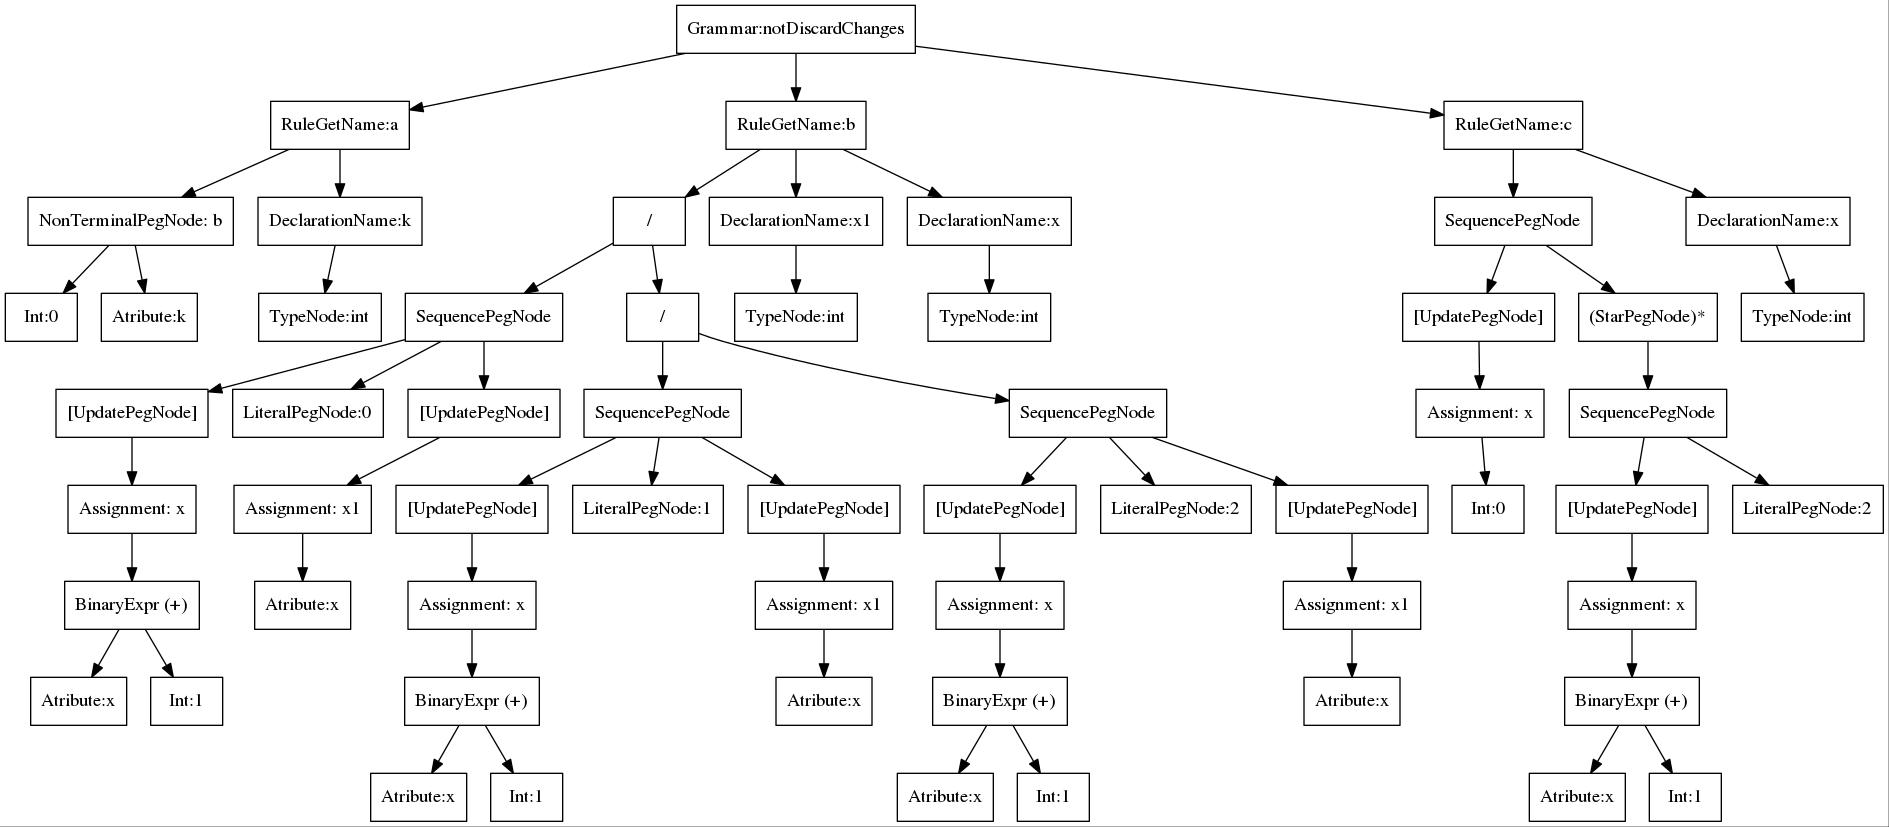 Grammar:notDiscardChanges
RuleGetName:a
RuleGetName:b
RuleGetName:c
NonTerminalPegNode: b
DeclarationName:k
/
DeclarationName:x1
DeclarationName:x
SequencePegNode
DeclarationName:x
Int:0
Atribute:k
TypeNode:int
SequencePegNode
/
TypeNode:int
TypeNode:int
[UpdatePegNode]
(StarPegNode)*
TypeNode:int
[UpdatePegNode]
LiteralPegNode:0
[UpdatePegNode]
SequencePegNode
SequencePegNode
Assignment: x
SequencePegNode
Assignment: x
Assignment: x1
[UpdatePegNode]
LiteralPegNode:1
[UpdatePegNode]
[UpdatePegNode]
LiteralPegNode:2
[UpdatePegNode]
Int:0
[UpdatePegNode]
LiteralPegNode:2
BinaryExpr (+)
Atribute:x
Assignment: x
Assignment: x1
Assignment: x
Assignment: x1
Assignment: x
Atribute:x
Int:1
BinaryExpr (+)
Atribute:x
BinaryExpr (+)
Atribute:x
BinaryExpr (+)
Atribute:x
Int:1
Atribute:x
Int:1
Atribute:x
Int:1